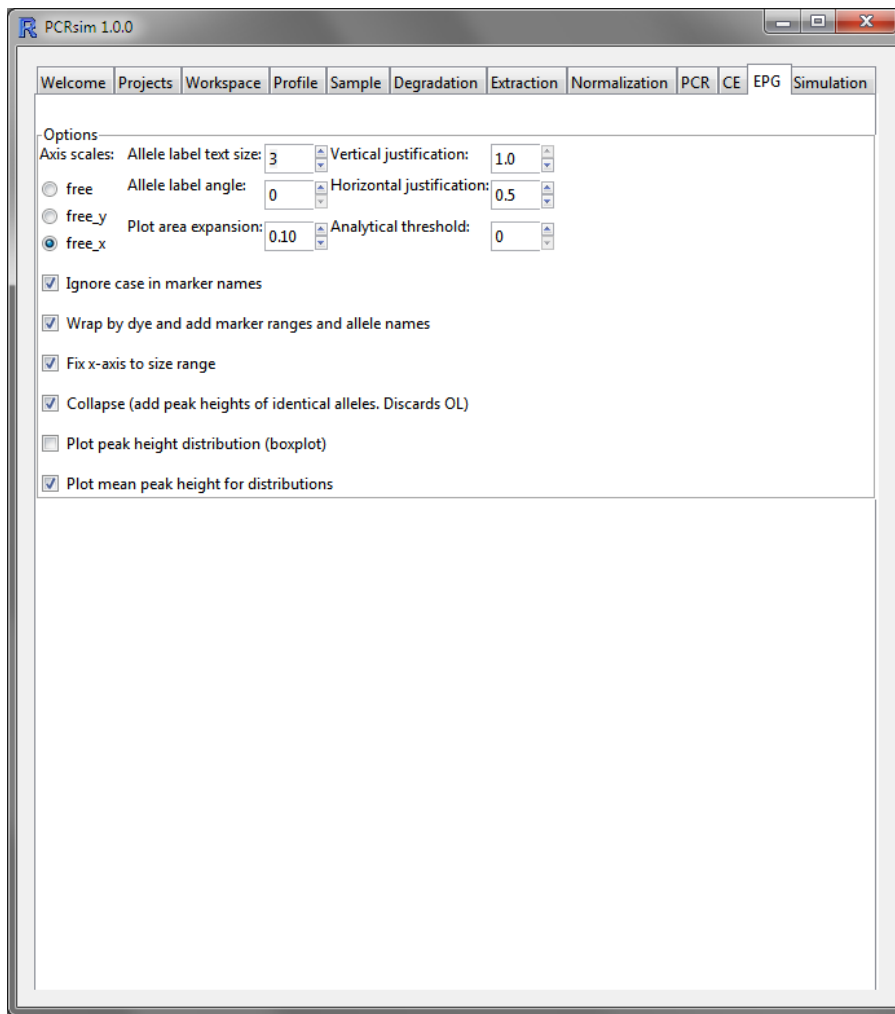 PCRsim 1.0.0
Welcome Projects Workspace Profile Sample Degradation Extraction Normalization PCR CE EPG Simulation
Options
Axis scales: Allele label text size: 3 Vertical justification: 1.0
free Allele label angle: 0 Horizontal justification: 0.5
free_y Plot area expansion: 0.10 Analytical threshold: 0
free_x
Ignore case in marker names
Wrap by dye and add marker ranges and allele names
Fix x-axis to size range
Collapse (add peak heights of identical alleles. Discards OL)
Plot peak height distribution (boxplot)
Plot mean peak height for distributions